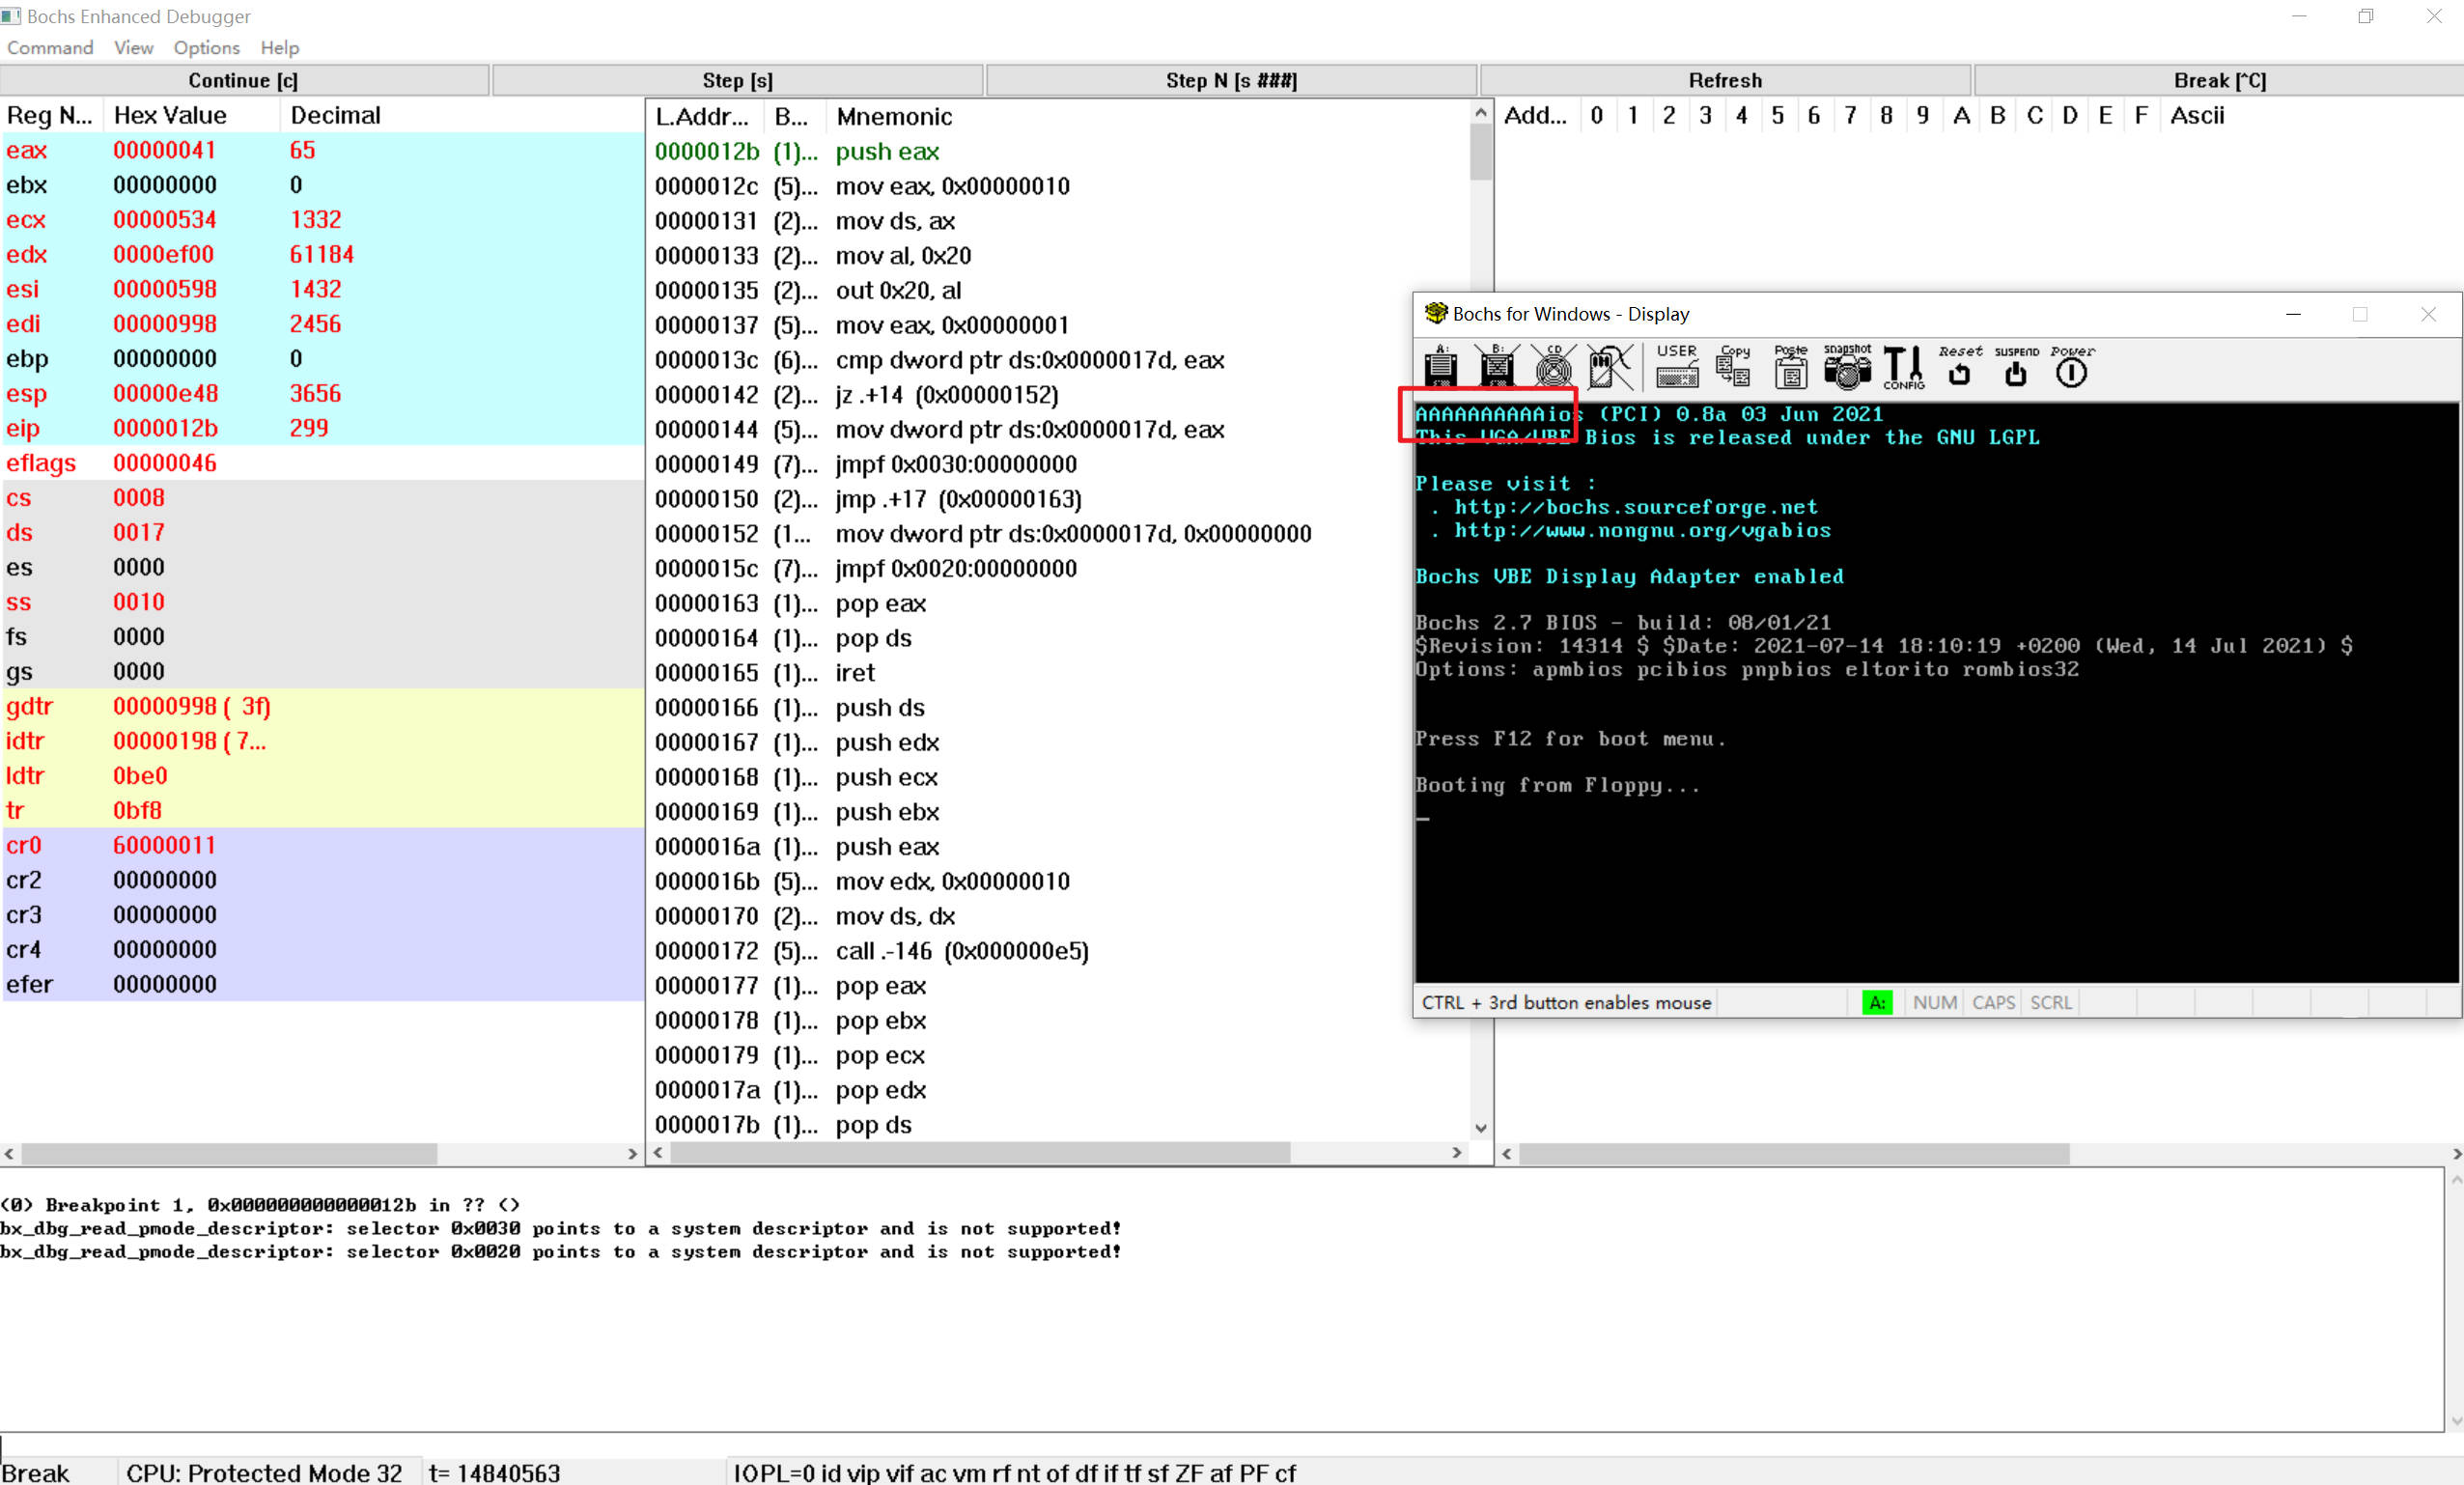 Bochs Enhanced Debugger
Command View Options Help
Continue [c] Step [s] Step N [s ###] Refresh Break [^C]
Reg N... Hex Value Decimal
eax 00000041 65
ebx 00000000 0
ecx 00000534 1332
edx 0000ef00 61184
esi 00000598 1432
edi 00000998 2456
ebp 00000000 0
esp 00000e48 3656
eip 0000012b 299
eflags 00000046
cs 0008
ds 0017
es 0000
ss 0010
fs 0000
gs 0000
gdtr 00000998 ( 3f)
idtr 00000198 ( 7...
ldtr 0be0
tr 0bf8
cr0 60000011
cr2 00000000
cr3 00000000
cr4 00000000
efer 00000000
L.Addr... B... Mnemonic
0000012b (1)... push eax
0000012c (5)... mov eax, 0x00000010
00000131 (2)... mov ds, ax
00000133 (2)... mov al, 0x20
00000135 (2)... out 0x20, al
00000137 (5)... mov eax, 0x00000001
0000013c (6)... cmp dword ptr ds:0x0000017d, eax
00000142 (2)... jz .+14 (0x00000152)
00000144 (5)... mov dword ptr ds:0x0000017d, eax
00000149 (7)... jmpf 0x0030:00000000
00000150 (2)... jmp .+17 (0x00000163)
00000152 (1... mov dword ptr ds:0x0000017d, 0x00000000
0000015c (7)... jmpf 0x0020:00000000
00000163 (1)... pop eax
00000164 (1)... pop ds
00000165 (1)... iret
00000166 (1)... push ds
00000167 (1)... push edx
00000168 (1)... push ecx
00000169 (1)... push ebx
0000016a (1)... push eax
0000016b (5)... mov edx, 0x00000010
00000170 (2)... mov ds, dx
00000172 (5)... call .-146 (0x000000e5)
00000177 (1)... pop eax
00000178 (1)... pop ebx
00000179 (1)... pop ecx
0000017a (1)... pop edx
0000017b (1)... pop ds
Add... 0 1 2 3 4 5 6 7 8 9 A B C D E F Ascii
Bochs for Windows - Display
A: B: CD USER Copy Paste snapshot CONFIG Reset SUSPEND Power
AAAAAAAAAAios (PCI) 0.8a 03 Jun 2021
This VGA/VBE Bios is released under the GNU LGPL
Please visit :
. http://bochs.sourceforge.net
. http://www.nongnu.org/vgabios
Bochs VBE Display Adapter enabled
Bochs 2.7 BIOS - build: 08/01/21
$Revision: 14314 $ $Date: 2021-07-14 18:10:19 +0200 (Wed, 14 Jul 2021) $
Options: apmbios pcibios pnpbios eltorito rombios32
Press F12 for boot menu.
Booting from Floppy...
CTRL + 3rd button enables mouse A: NUM CAPS SCRL
(0) Breakpoint 1, 0x000000000000012b in ?? ()
bx_dbg_read_pmode_descriptor: selector 0x0030 points to a system descriptor and is not supported!
bx_dbg_read_pmode_descriptor: selector 0x0020 points to a system descriptor and is not supported!
Break CPU: Protected Mode 32 t= 14840563 IOPL=0 id vip vif ac vm rf nt of df if tf sf ZF af PF cf